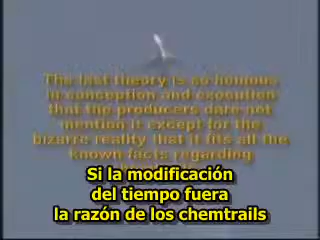 The last theory is so heinous
in conception and execution
that the producers dare not
mention it except for the
bizarre reality that it fits all the
known facts regarding
Si la modificación
del tiempo fuera
la razón de los chemtrails